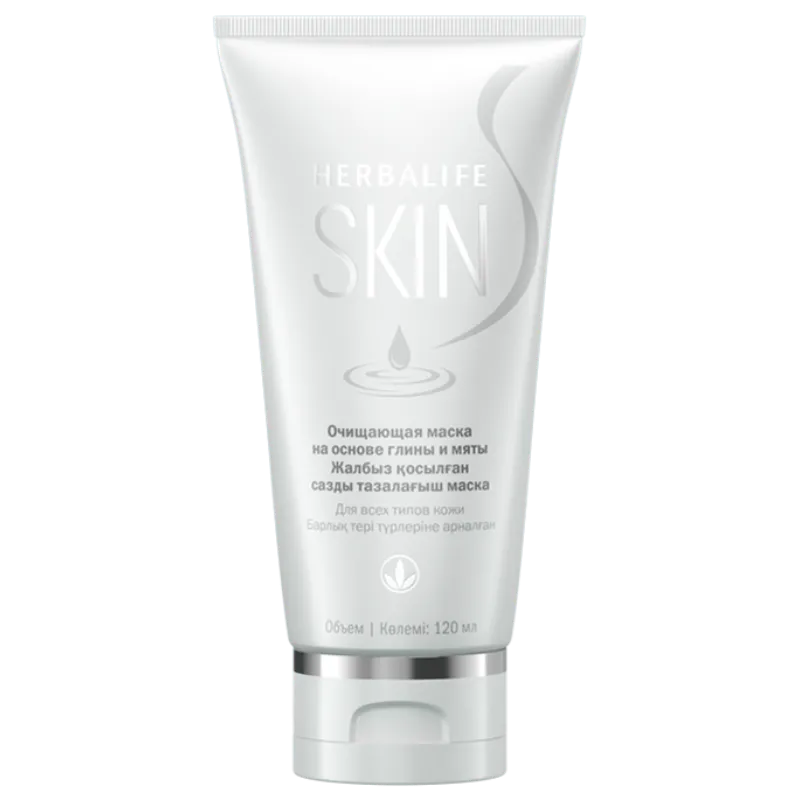 HERBALIFE
SKIN
Очищающая маска
на основе глины и мяты
Жалбыз қосылған
сазды тазалағыш маска
Для всех типов кожи
Барлық тері түрлеріне арналған
Объем | Көлемі: 120 мл